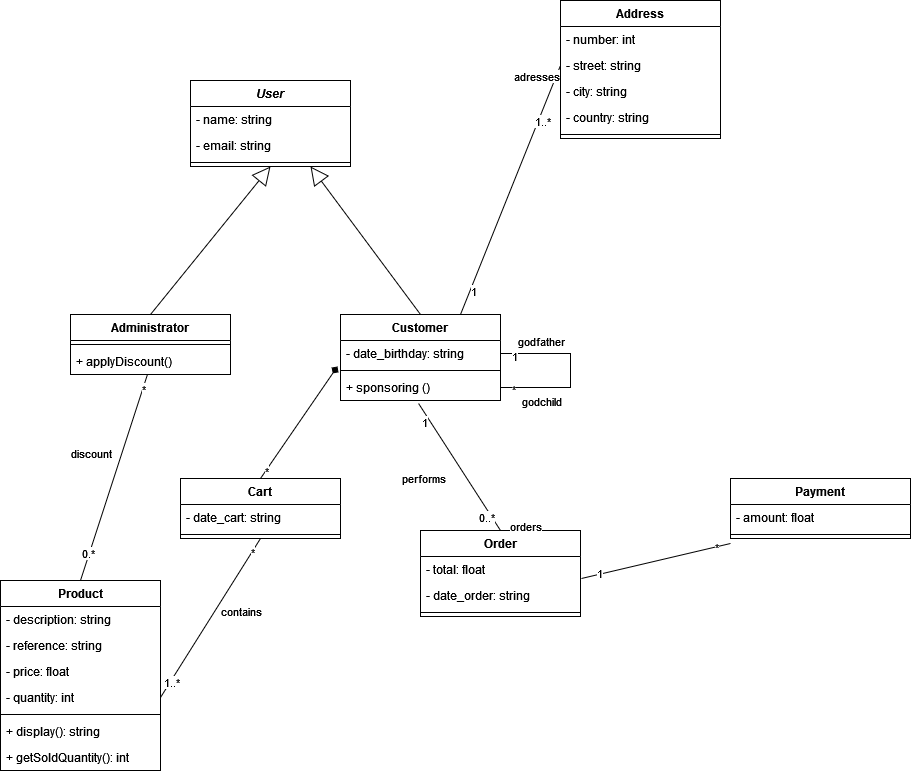 Address
- number: int
- street: string
- city: string
- country: string
adresses
1..*
1
User
- name: string
- email: string
Administrator
+ applyDiscount()
*
discount
0.*
Customer
- date_birthday: string
+ sponsoring ()
godfather
1
*
godchild
1
performs
0..*
orders
*
Cart
- date_cart: string
*
contains
1..*
Order
- total: float
- date_order: string
1
*
Payment
- amount: float
Product
- description: string
- reference: string
- price: float
- quantity: int
+ display(): string
+ getSoldQuantity(): int